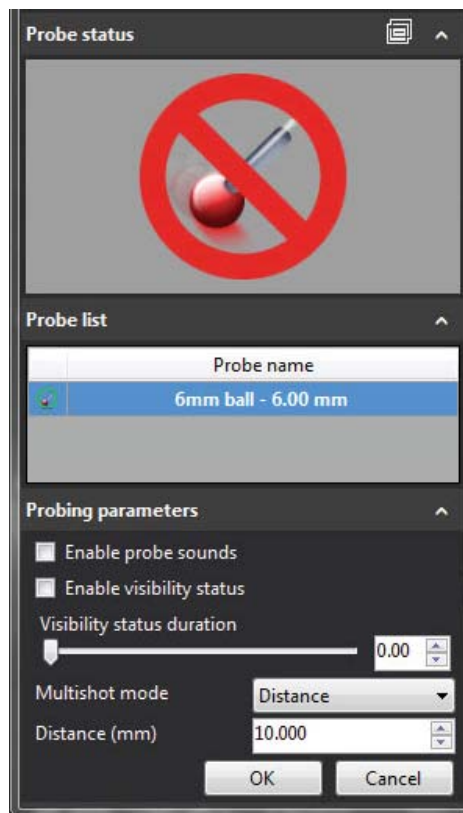 Probe status
Probe list
Probe name
6mm ball - 6.00 mm
Probing parameters
Enable probe sounds
Enable visibility status
Visibility status duration
0.00
Multishot mode Distance
Distance (mm) 10.000
OK Cancel